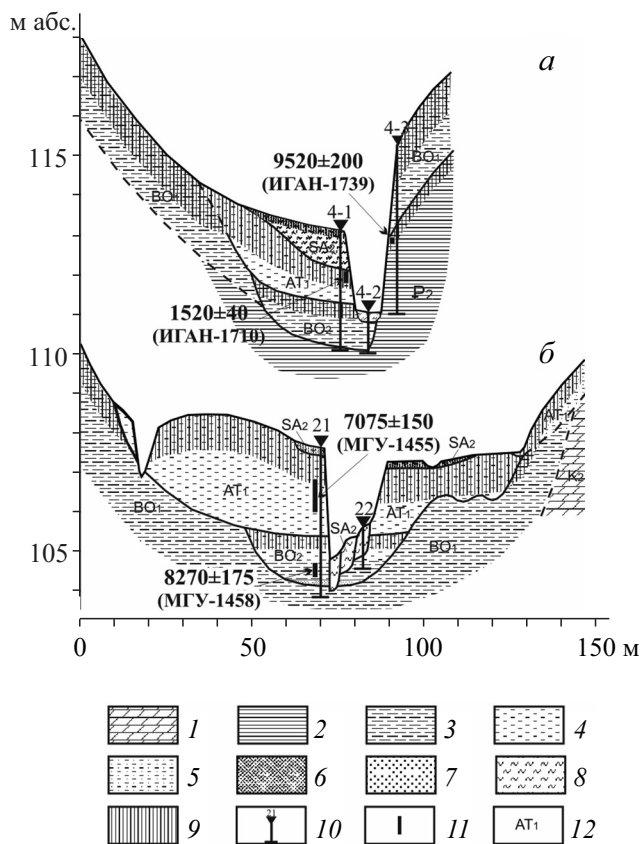 м абс.
а
115
110
105
4-2
9520±200
(ИГАН-1739)
4-1
BO1
BO1
SA2
AT1
4-2
P2
1520±40
(ИГАН-1710)
BO2
б
SA2
21
7075±150
(МГУ-1455)
SA2
AT1
K2
AT1
SA2
22
AT1
BO1
BO2
BO1
8270±175
(МГУ-1458)
0 50 100 150 м
1 2 3 4
5 6 7 8
9 21 10 11 AT1 12